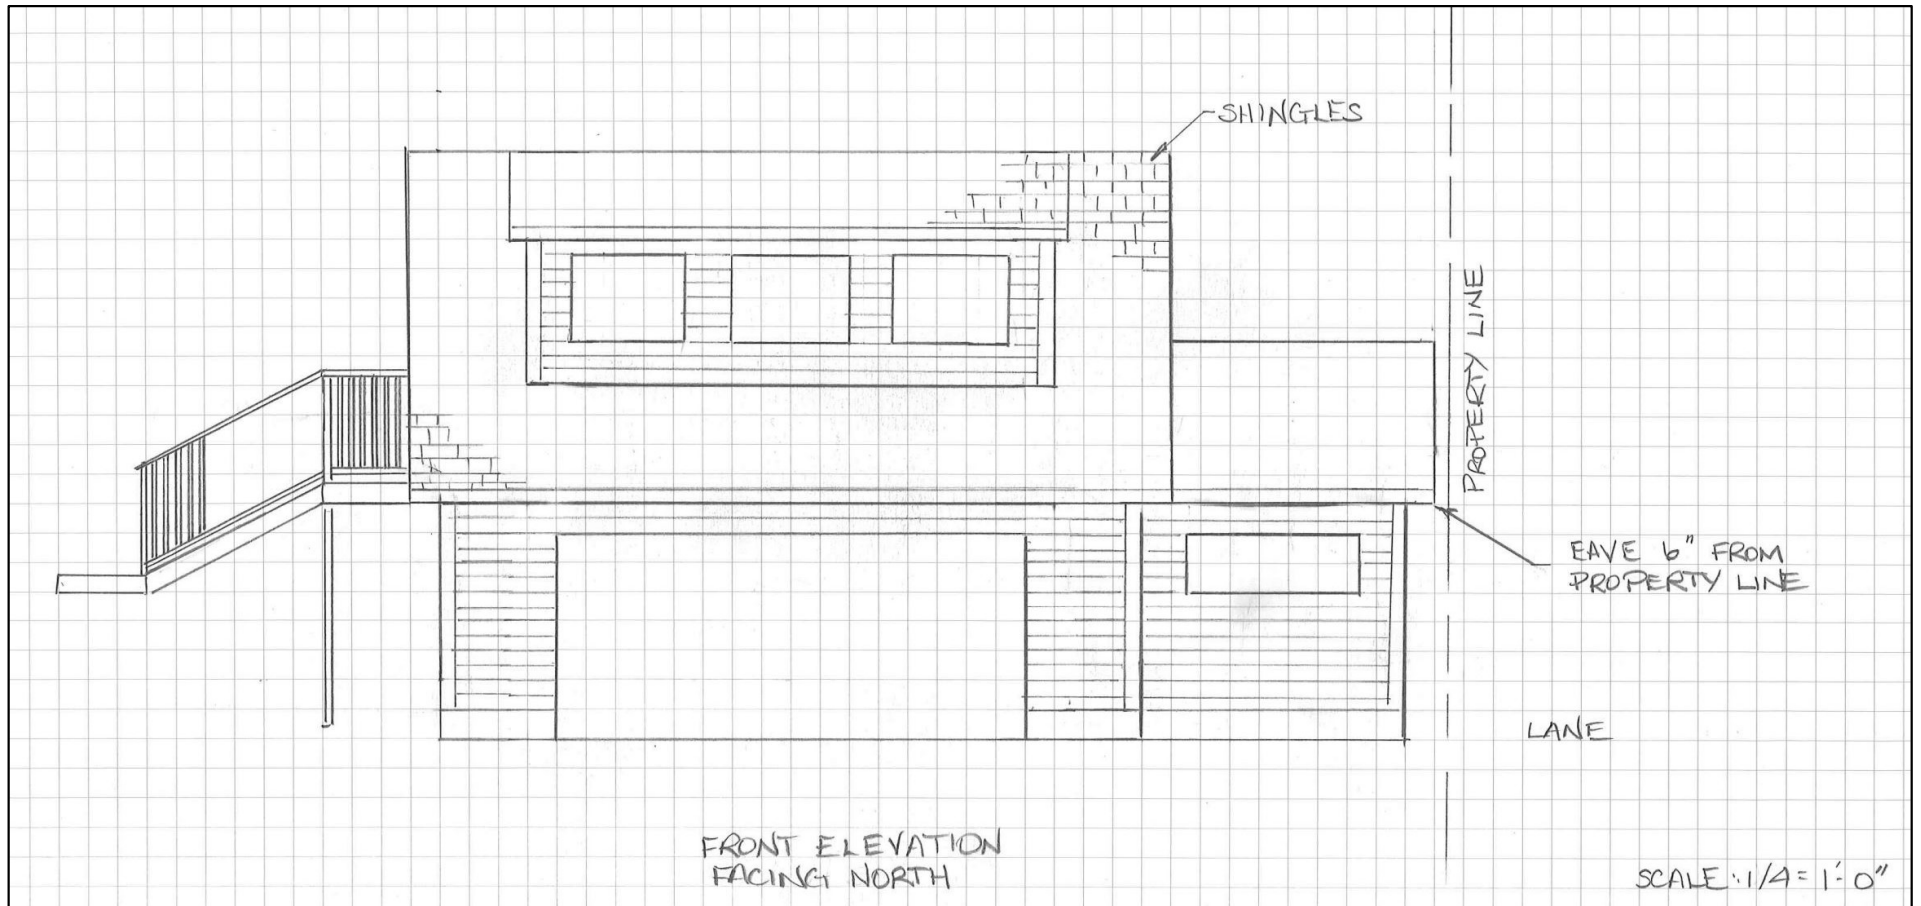 SHINGLES
PROPERTY LINE
EAVE 6" FROM
PROPERTY LINE
LANE
FRONT ELEVATION
FACING NORTH
SCALE: 1/4 = 1'-0"